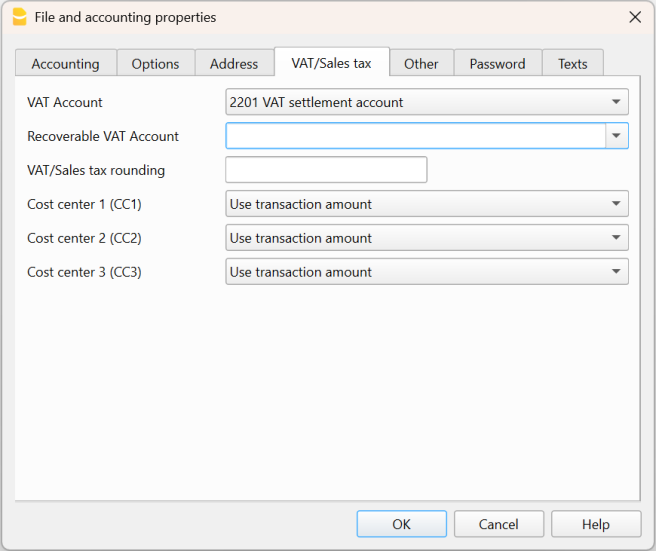 File and accounting properties
Accounting Options Address VAT/Sales tax Other Password Texts
VAT Account 2201 VAT settlement account
Recoverable VAT Account
VAT/Sales tax rounding
Cost center 1 (CC1) Use transaction amount
Cost center 2 (CC2) Use transaction amount
Cost center 3 (CC3) Use transaction amount
OK Cancel Help